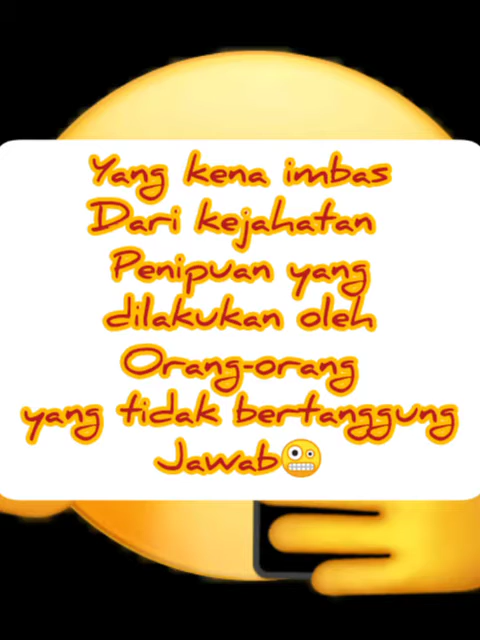 Yang kena imbas
Dari kejahatan
Penipuan yang
dilakukan oleh
Orang-orang
yang tidak bertanggung
Jawab🤪